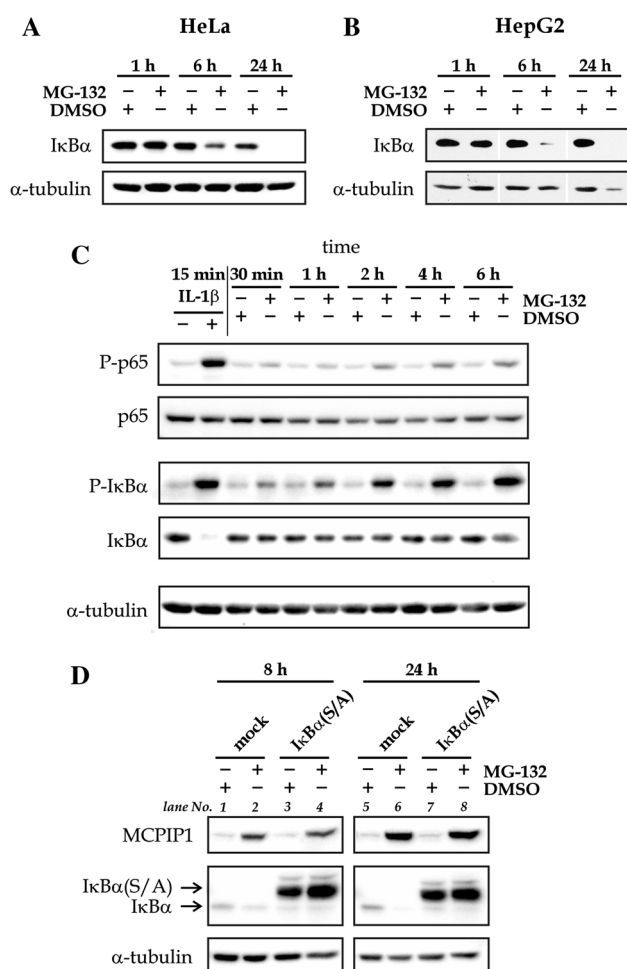 A HeLa
1 h 6 h 24 h
MG-132 − + − + − +
DMSO + − + − + −
IκBα
α-tubulin
B HepG2
1 h 6 h 24 h
MG-132 − + − + − +
DMSO + − + − + −
IκBα
α-tubulin
C time
15 min 30 min 1 h 2 h 4 h 6 h
IL-1β − + − + − + − + − + MG-132
− + + − + − + − + − + − DMSO
P-p65
p65
P-IκBα
IκBα
α-tubulin
D 8 h 24 h
mock IκBα(S/A) mock IκBα(S/A)
− + − + − + − + MG-132
+ − + − + − + − DMSO
lane No. 1 2 3 4 5 6 7 8
MCPIP1
IκBα(S/A) →
IκBα →
α-tubulin